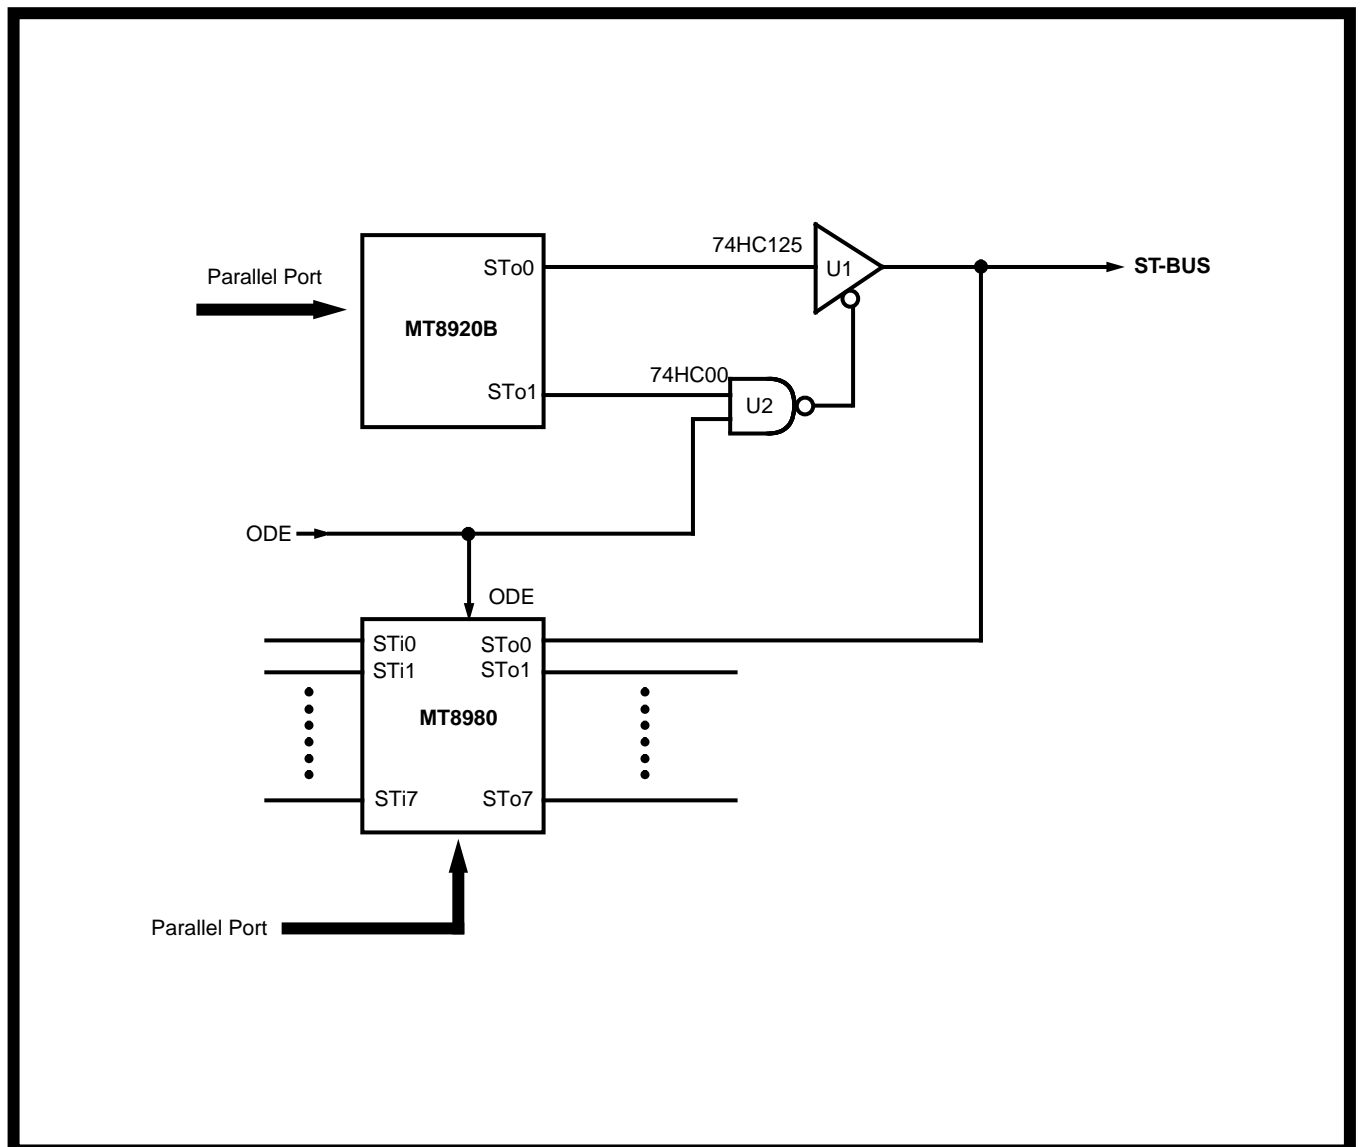 74HC125
STo0
U1
ST-BUS
Parallel Port
MT8920B
74HC00
STo1
U2
ODE
ODE
STi0
STo0
STi1
STo1
MT8980
STi7
STo7
Parallel Port